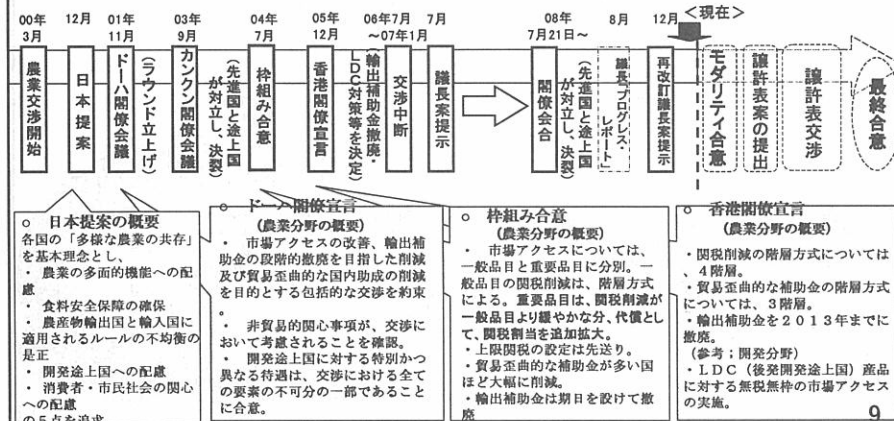 00年
3月
12月
01年
11月
03年
9月
04年
7月
05年
12月
06年7月
~07年1月
7月
08年
7月21日~
8月
12月
<現在>
農業交渉開始
日本提案
ドーハ閣僚会議
(ラウンド立上げ)
カンクン閣僚会議
(先進国と途上国
が対立し、決裂)
枠組み合意
香港閣僚宣言
(輸出補助金撤廃・
LDC対策等を決定)
交渉中断
議長案提示
閣僚会合
(先進国と途上国
が対立し、決裂)
議長「プログレス・
レポート」
再改訂議長案提示
モダリティ合意
譲許表案の提出
譲許表交渉
最終合意
○ 日本提案の概要
各国の「多様な農業の共存」
を基本理念とし、
・ 農業の多面的機能への配
慮
・ 食料安全保障の確保
・ 農産物輸出国と輸入国に
適用されるルールの不均衡の
是正
・ 開発途上国への配慮
・ 消費者・市民社会の関心
への配慮
の5点を追求
○ ドーハ閣僚宣言
(農業分野の概要)
・ 市場アクセスの改善、輸出補
助金の段階的撤廃を目指した削減
及び貿易歪曲的な国内助成の削減
を目的とする包括的な交渉を約束
。
・ 非貿易的関心事項が、交渉に
おいて考慮されることを確認。
・ 開発途上国に対する特別かつ
異なる待遇は、交渉における全て
の要素の不可分の一部であること
に合意。
○ 枠組み合意
(農業分野の概要)
・ 市場アクセスについては、
一般品目と重要品目に分別。一
般品目の関税削減は、階層方式
による。重要品目は、関税削減が
一般品目より緩やかな分、代償とし
て、関税割当を追加拡大。
・ 上限関税の設定は先送り。
・ 貿易歪曲的な補助金が多い国
ほど大幅に削減。
・ 輸出補助金は期日を設けて撤
廃
○ 香港閣僚宣言
(農業分野の概要)
・関税削減の階層方式については
、4階層。
・貿易歪曲的な補助金の階層方式
については、3階層。
・輸出補助金を2013年までに
撤廃。
(参考;開発分野)
・LDC(後発開発途上国)産品
に対する無税無枠の市場アクセス
の実施。
9